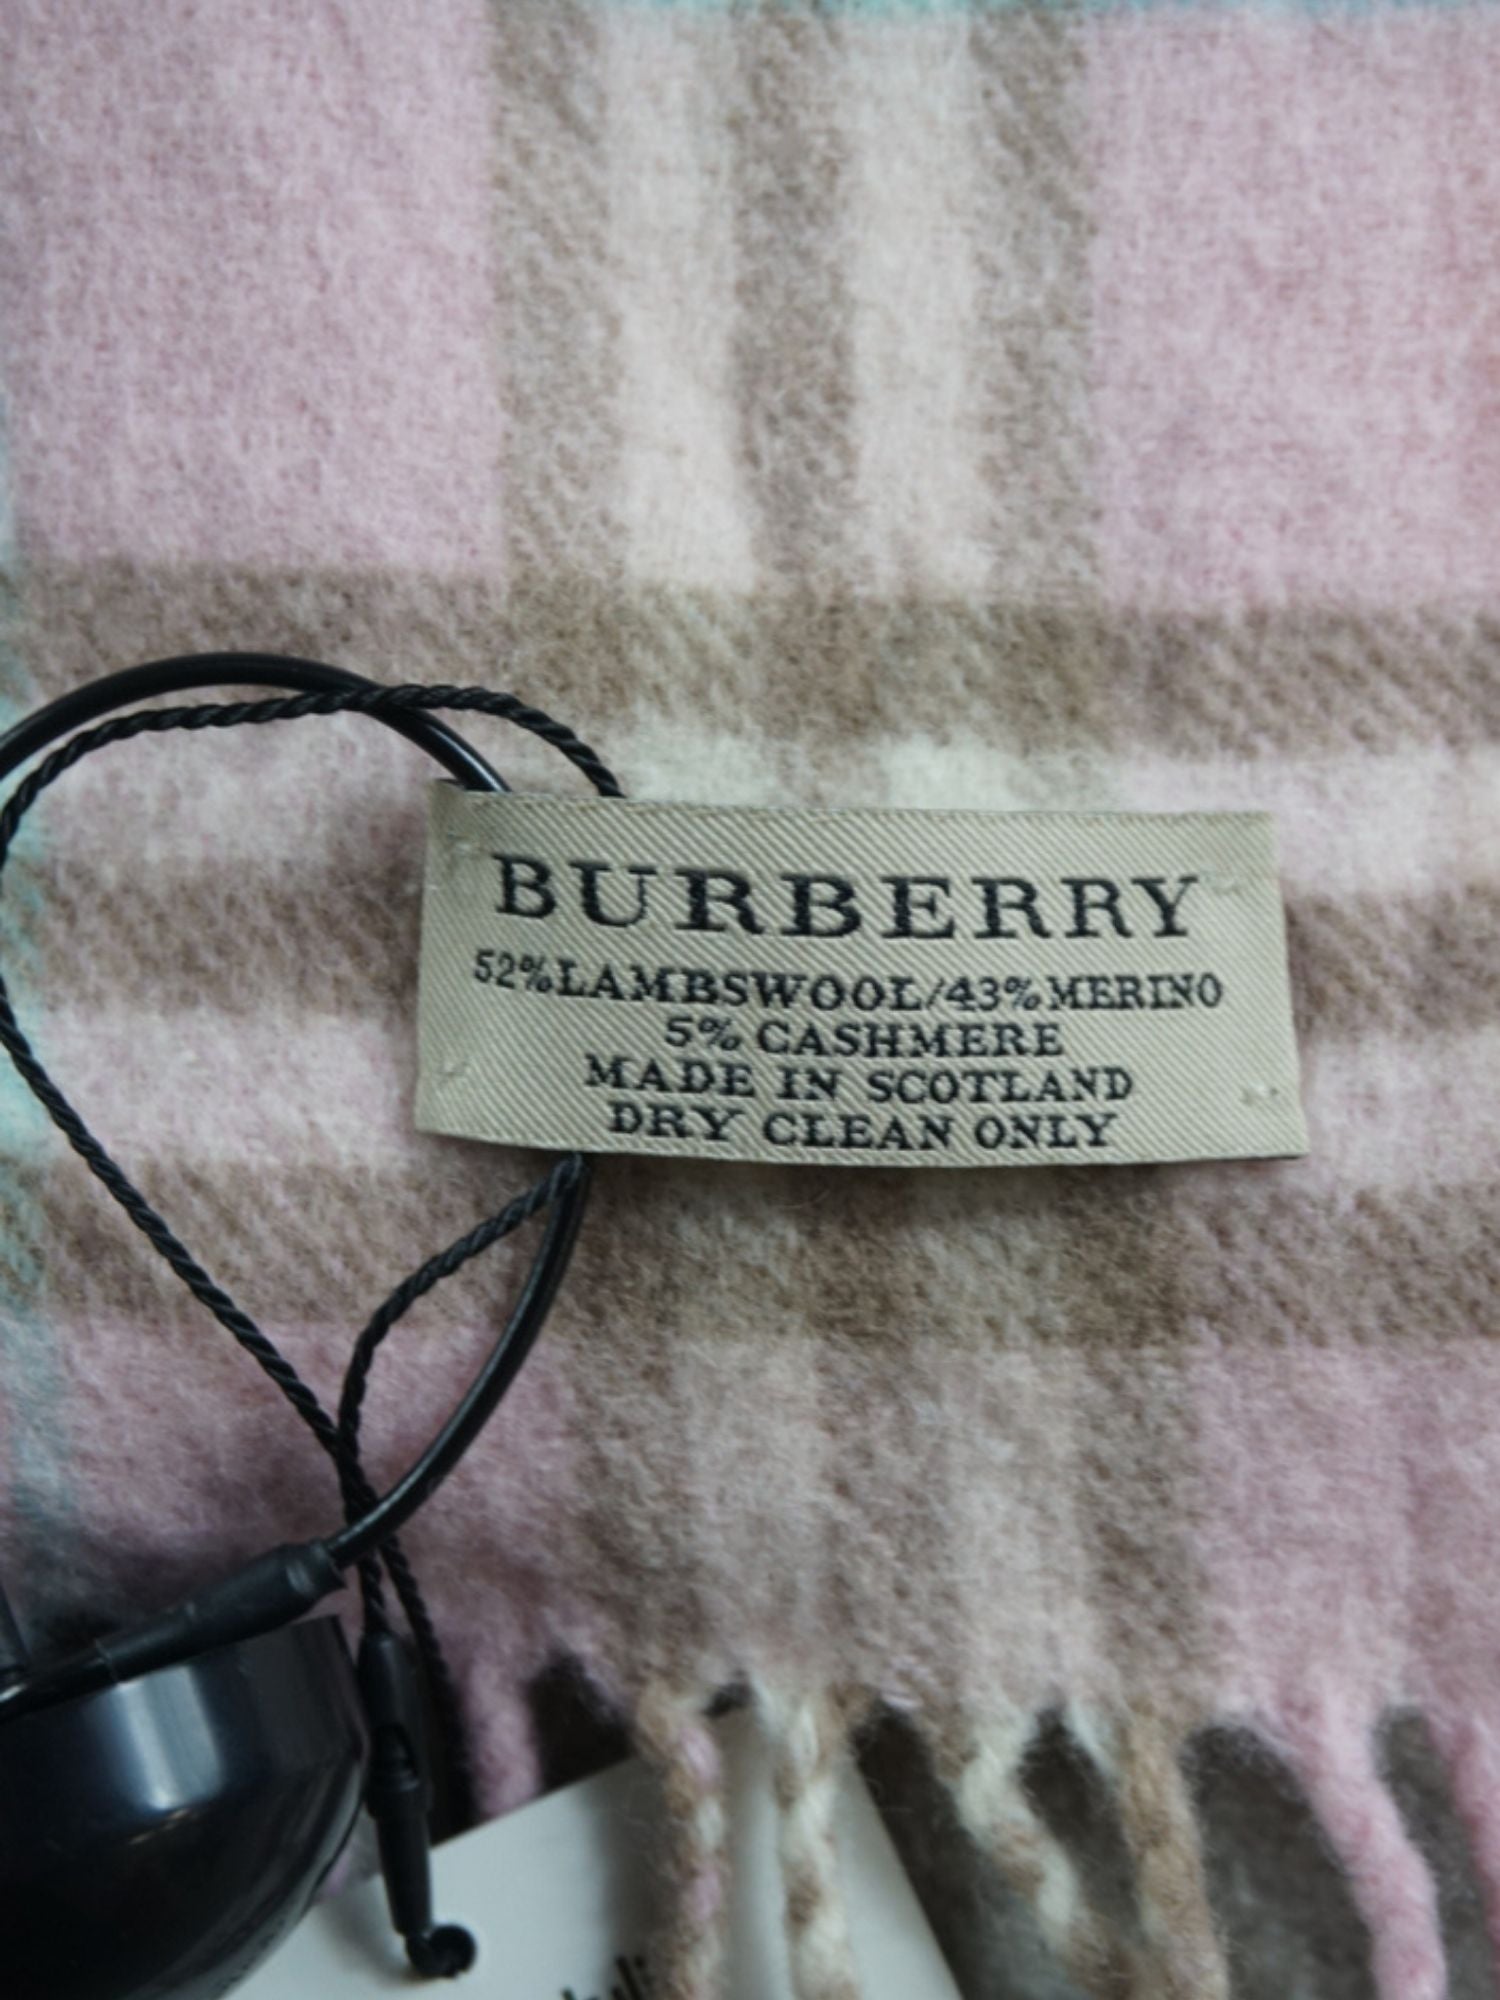 BURBERRY
52% LAMBSWOOL/43% MERINO
5% CASHMERE
MADE IN SCOTLAND
DRY CLEAN ONLY